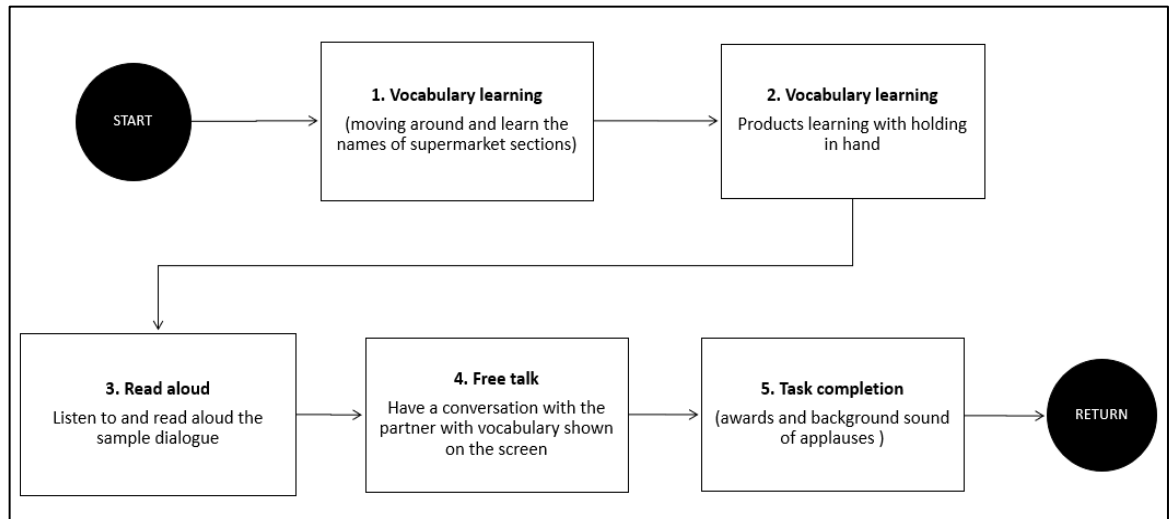 START
1. Vocabulary learning
(moving around and learn the
names of supermarket sections)
2. Vocabulary learning
Products learning with holding
in hand
3. Read aloud
Listen to and read aloud the
sample dialogue
4. Free talk
Have a conversation with the
partner with vocabulary shown
on the screen
5. Task completion
(awards and background sound
of applauses )
RETURN